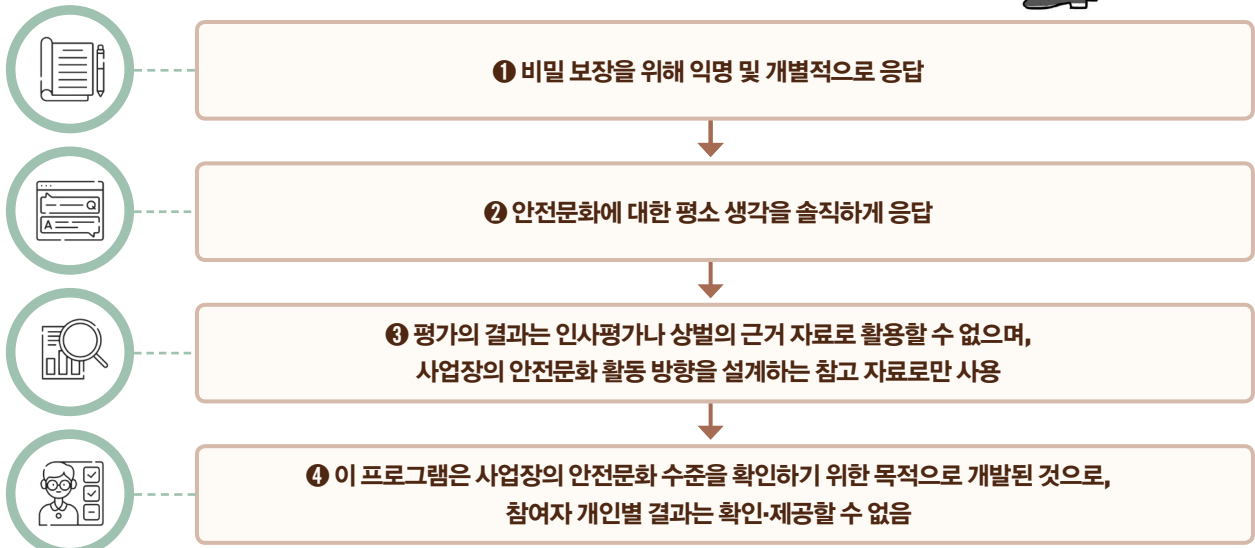 ❶ 비밀 보장을 위해 익명 및 개별적으로 응답
Q
A
❷ 안전문화에 대한 평소 생각을 솔직하게 응답
❸ 평가의 결과는 인사평가나 상벌의 근거 자료로 활용할 수 없으며,
사업장의 안전문화 활동 방향을 설계하는 참고 자료로만 사용
❹ 이 프로그램은 사업장의 안전문화 수준을 확인하기 위한 목적으로 개발된 것으로,
참여자 개인별 결과는 확인·제공할 수 없음